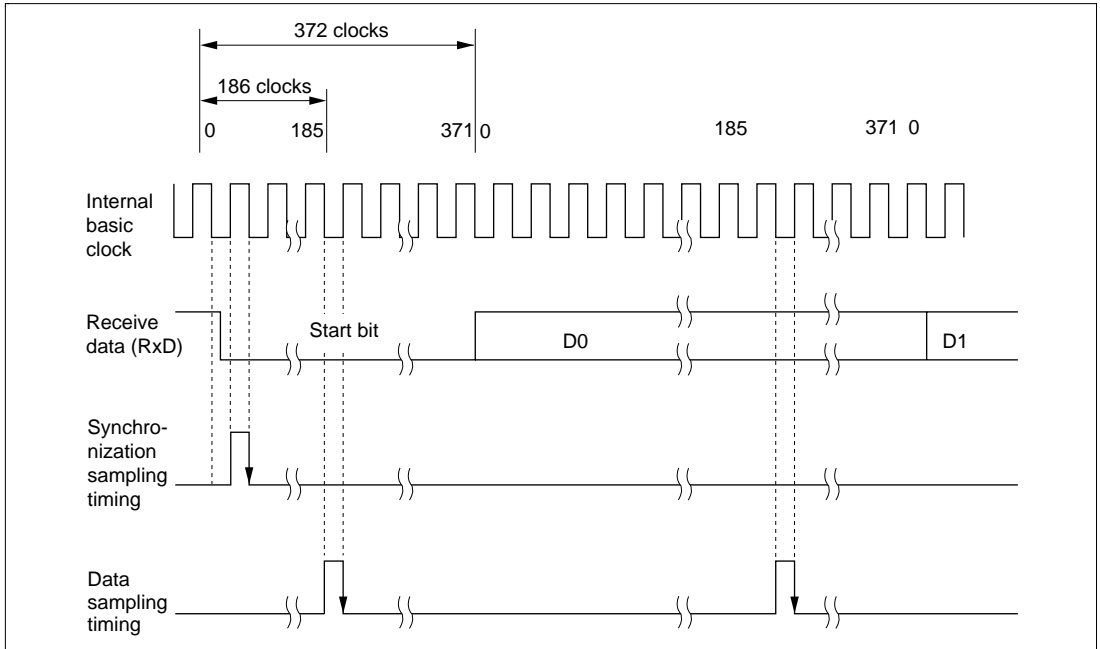 372 clocks
186 clocks
0 185 371 0 185 371 0
Internal
basic
clock
Receive
data (RxD)
Start bit
D0
D1
Synchro-
nization
sampling
timing
Data
sampling
timing